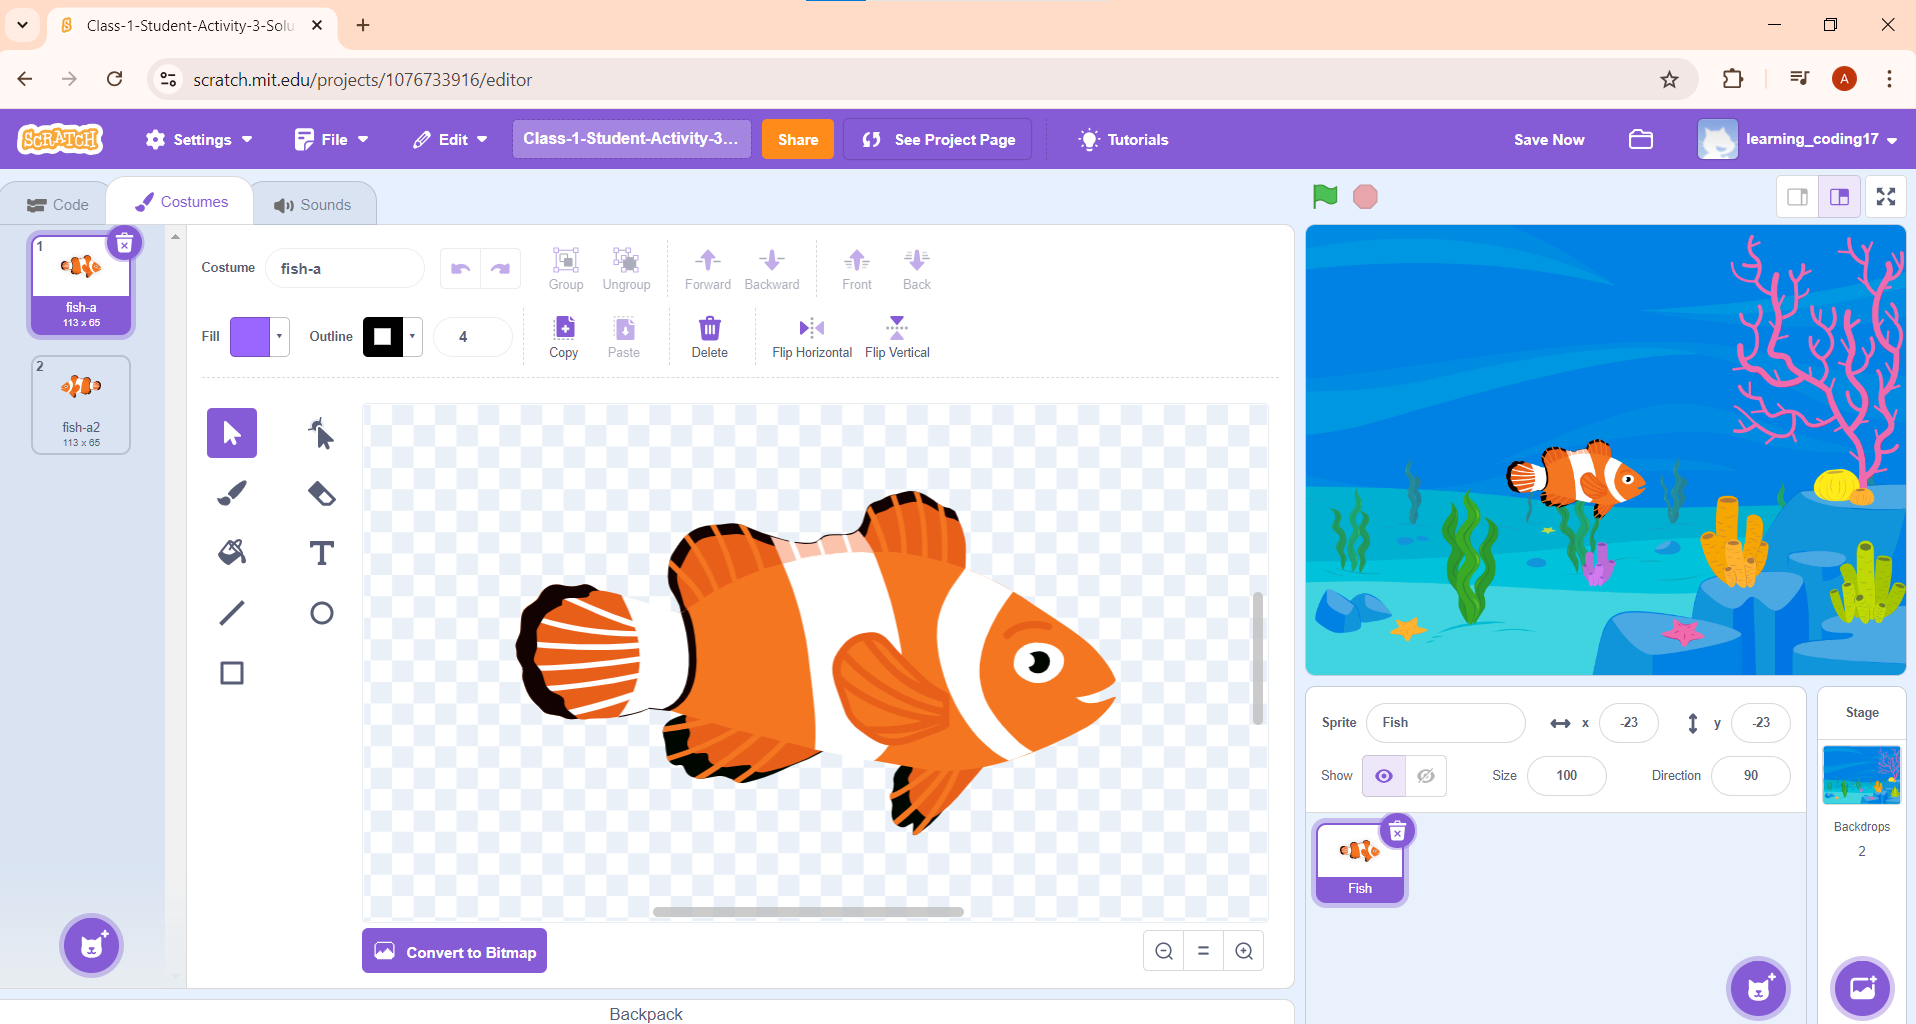 Class-1-Student-Activity-3-Solu
scratch.mit.edu/projects/1076733916/editor
A
SCRATCH
Settings
File
Edit
Class-1-Student-Activity-3...
Share
See Project Page
Tutorials
Save Now
learning_coding17
Code
Costumes
Sounds
1
fish-a
113 x 65
2
fish-a2
113 x 65
Costume
fish-a
Group
Ungroup
Forward
Backward
Front
Back
Fill
Outline
4
Copy
Paste
Delete
Flip Horizontal
Flip Vertical
T
Convert to Bitmap
Backpack
Sprite
Fish
x
-23
y
-23
Show
Size
100
Direction
90
Fish
Stage
Backdrops
2